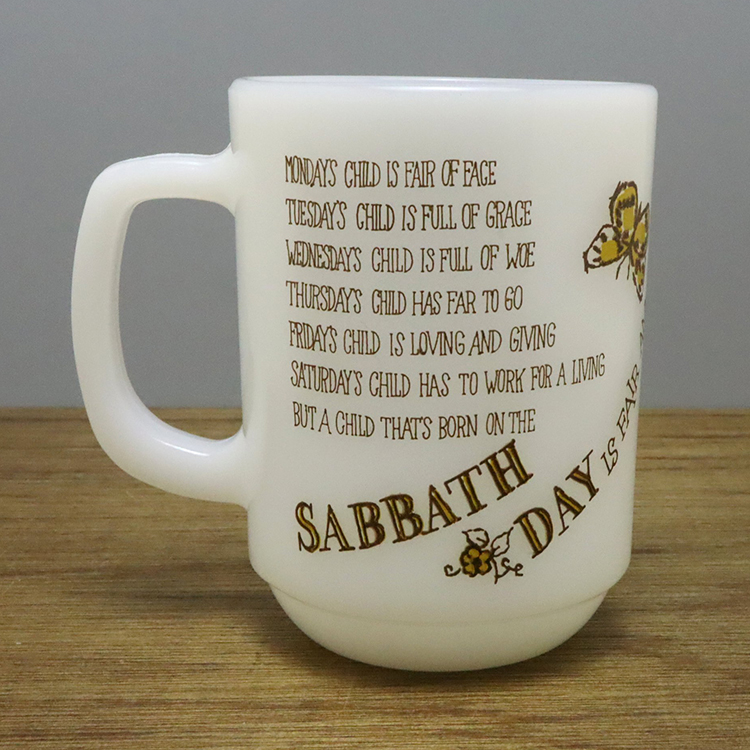 MONDAY'S CHILD IS FAIR OF FACE
TUESDAY'S CHILD IS FULL OF GRACE
WEDNESDAY'S CHILD IS FULL OF WOE
THURSDAY'S CHILD HAS FAR TO GO
FRIDAY'S CHILD IS LOVING AND GIVING
SATURDAY'S CHILD HAS TO WORK FOR A LIVING
BUT A CHILD THAT'S BORN ON THE
SABBATH DAY IS FAIR